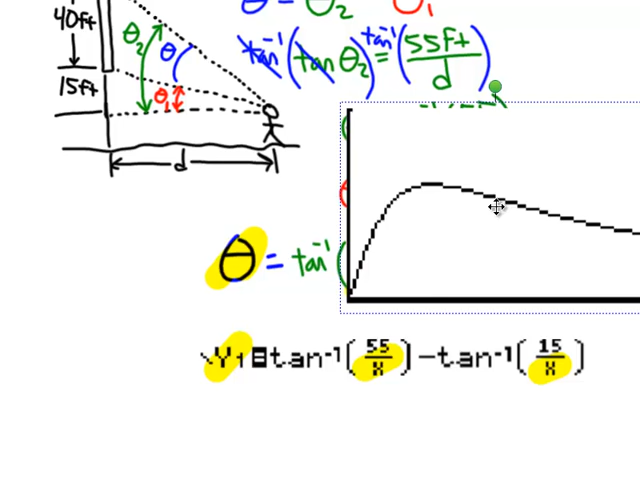 40ft
15ft
θ₂
θ
θ₁
d
θ = θ₂ θ₁
tan⁻¹(tan θ₂) = tan⁻¹(55ft/d)
θ = tan⁻¹(
\Y₁=tan⁻¹(55/X)-tan⁻¹(15/X)